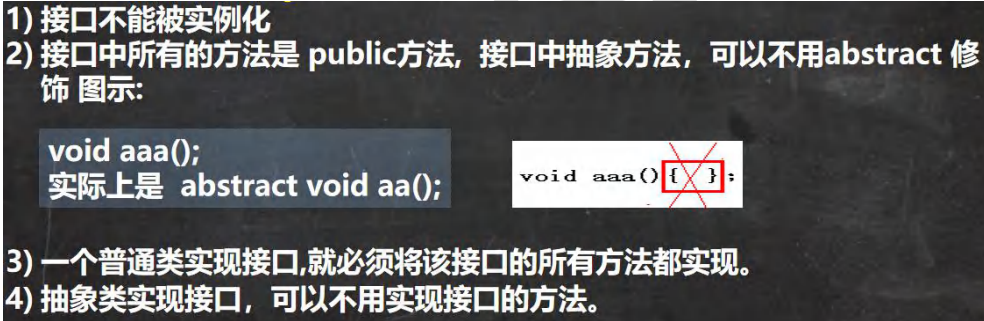 1) 接口不能被实例化
2) 接口中所有的方法是 public方法, 接口中抽象方法，可以不用abstract 修
饰 图示:
void aaa();
实际上是 abstract void aa();
void aaa(){ };
3) 一个普通类实现接口,就必须将该接口的所有方法都实现。
4) 抽象类实现接口，可以不用实现接口的方法。